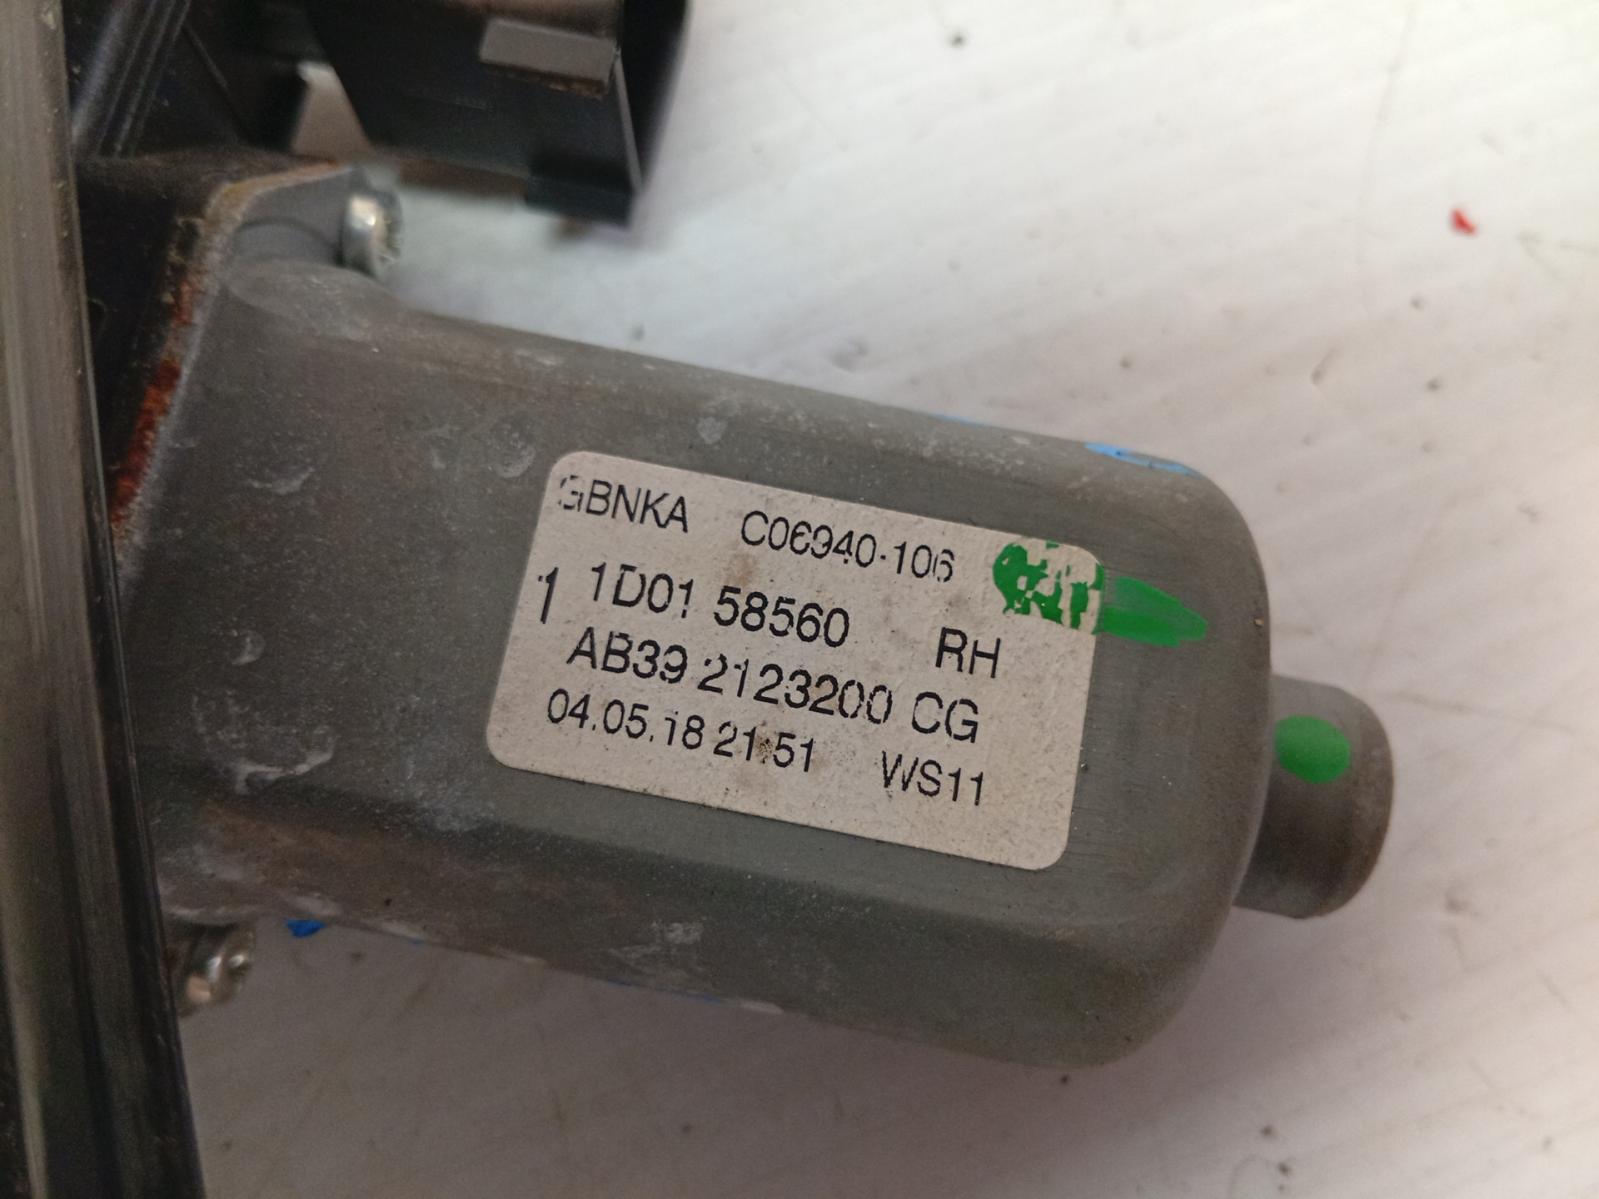 GBNKA C06940-106
1 1D01 58560 RH
AB39 2123200 CG
04.05.18 21:51 WS11